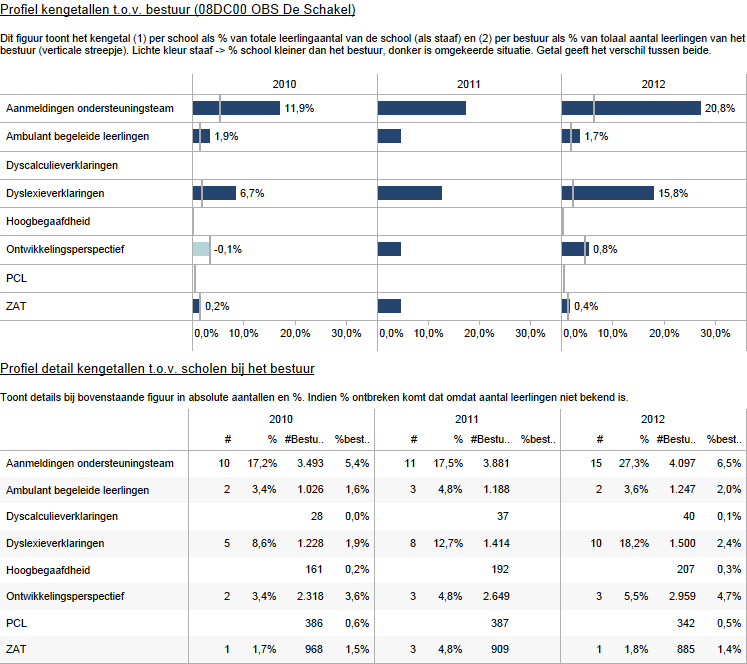 Profiel kengetallen t.o.v. bestuur (08DC00 OBS De Schakel)
Dit figuur toont het kengetal (1) per school als % van totale leerlingaantal van de school (als staaf) en (2) per bestuur als % van tolaal aantal leerlingen van het
bestuur (verticale streepje). Lichte kleur staaf -> % school kleiner dan het bestuur, donker is omgekeerde situatie. Getal geeft het verschil tussen beide.
2010 2011 2012
Aanmeldingen ondersteuningsteam 11,9% 20,8%
Ambulant begeleide leerlingen 1,9% 1,7%
Dyscalculieverklaringen
Dyslexieverklaringen 6,7% 15,8%
Hoogbegaafdheid
Ontwikkelingsperspectief -0,1% 0,8%
PCL
ZAT 0,2% 0,4%
0,0% 10,0% 20,0% 30,0% 0,0% 10,0% 20,0% 30,0% 0,0% 10,0% 20,0% 30,0%
Profiel detail kengetallen t.o.v. scholen bij het bestuur
Toont details bij bovenstaande figuur in absolute aantallen en %. Indien % ontbreken komt dat omdat aantal leerlingen niet bekend is.
2010 2011 2012
# % #Bestu.. %best.. # % #Bestu.. %best.. # % #Bestu.. %best..
Aanmeldingen ondersteuningsteam 10 17,2% 3.493 5,4% 11 17,5% 3.881 15 27,3% 4.097 6,5%
Ambulant begeleide leerlingen 2 3,4% 1.026 1,6% 3 4,8% 1.188 2 3,6% 1.247 2,0%
Dyscalculieverklaringen 28 0,0% 37 40 0,1%
Dyslexieverklaringen 5 8,6% 1.228 1,9% 8 12,7% 1.414 10 18,2% 1.500 2,4%
Hoogbegaafdheid 161 0,2% 192 207 0,3%
Ontwikkelingsperspectief 2 3,4% 2.318 3,6% 3 4,8% 2.649 3 5,5% 2.959 4,7%
PCL 386 0,6% 387 342 0,5%
ZAT 1 1,7% 968 1,5% 3 4,8% 909 1 1,8% 885 1,4%